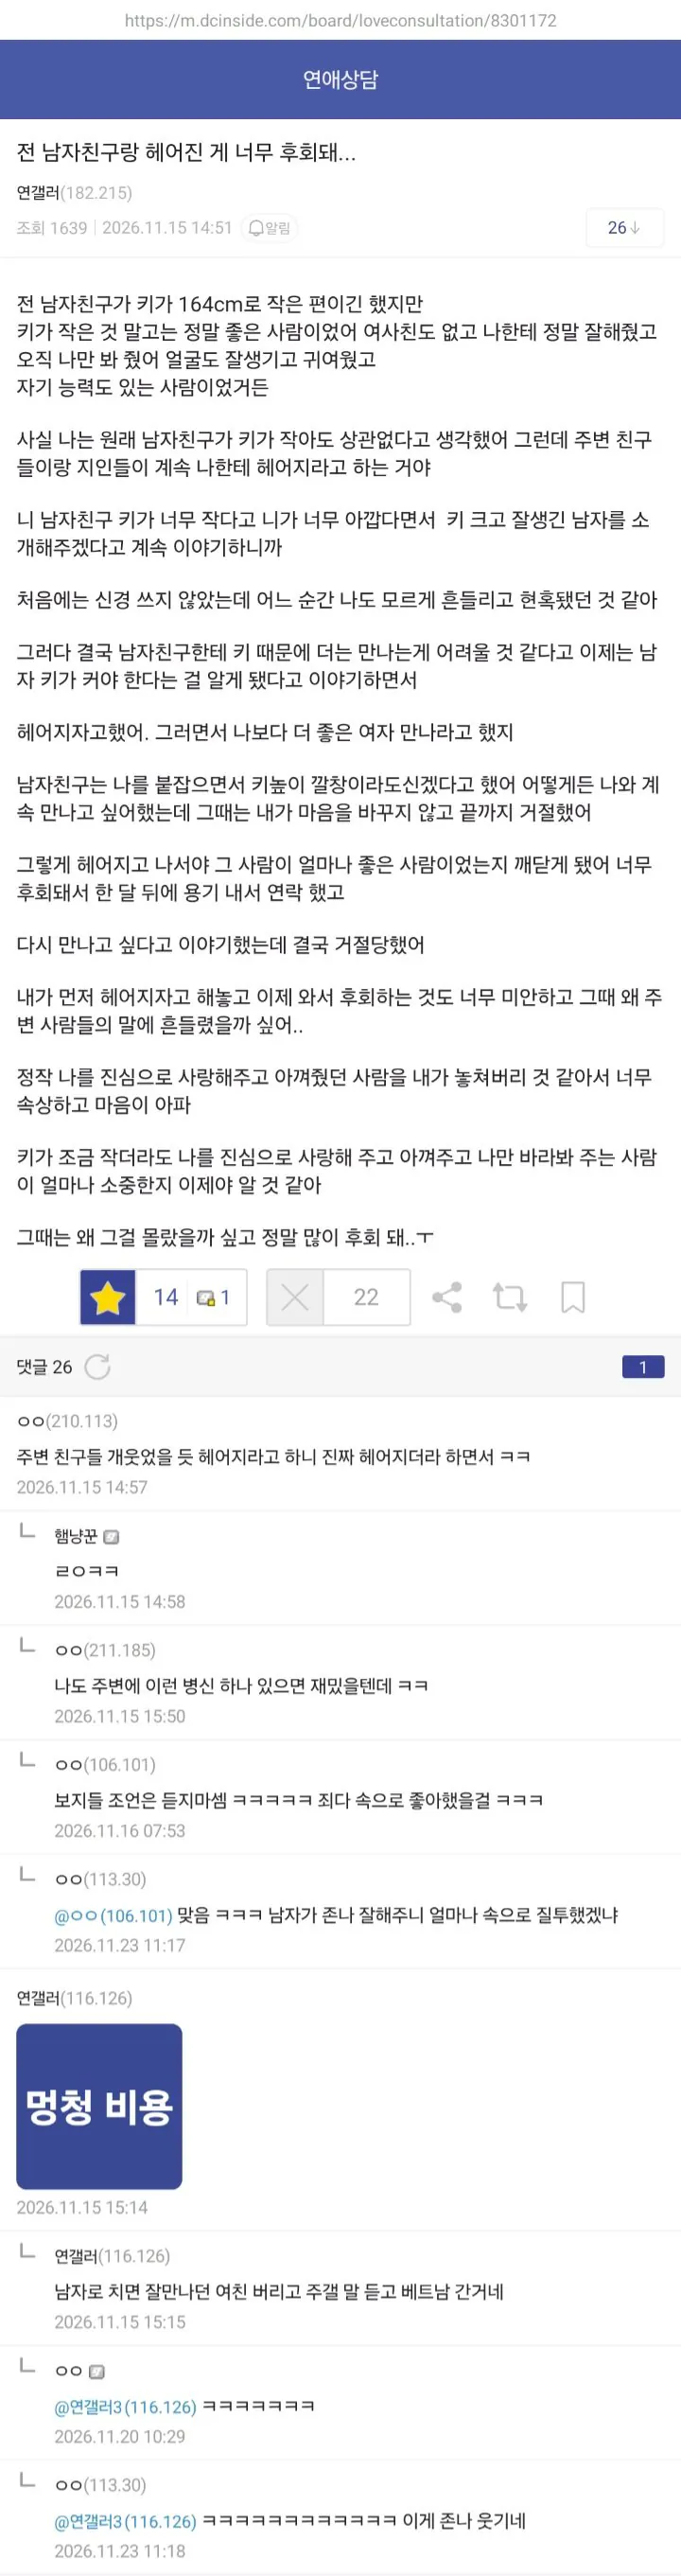 https://m.dcinside.com/board/loveconsultation/8301172
연애상담
전 남자친구랑 헤어진 게 너무 후회돼...
연갤러(182.215)
조회 1639 | 2026.11.15 14:51 알림
26↓
전 남자친구가 키가 164cm로 작은 편이긴 했지만
키가 작은 것 말고는 정말 좋은 사람이었어 여사친도 없고 나한테 정말 잘해줬고
오직 나만 봐 줬어 얼굴도 잘생기고 귀여웠고
자기 능력도 있는 사람이었거든
사실 나는 원래 남자친구가 키가 작아도 상관없다고 생각했어 그런데 주변 친구
들이랑 지인들이 계속 나한테 헤어지라고 하는 거야
니 남자친구 키가 너무 작다고 니가 너무 아깝다면서  키 크고 잘생긴 남자를 소
개해주겠다고 계속 이야기하니까
처음에는 신경 쓰지 않았는데 어느 순간 나도 모르게 흔들리고 현혹됐던 것 같아
그러다 결국 남자친구한테 키 때문에 더는 만나는게 어려울 것 같다고 이제는 남
자 키가 커야 한다는 걸 알게 됐다고 이야기하면서
헤어지자고했어. 그러면서 나보다 더 좋은 여자 만나라고 했지
남자친구는 나를 붙잡으면서 키높이 깔창이라도신겠다고 했어 어떻게든 나와 계
속 만나고 싶어했는데 그때는 내가 마음을 바꾸지 않고 끝까지 거절했어
그렇게 헤어지고 나서야 그 사람이 얼마나 좋은 사람이었는지 깨닫게 됐어 너무
후회돼서 한 달 뒤에 용기 내서 연락 했고
다시 만나고 싶다고 이야기했는데 결국 거절당했어
내가 먼저 헤어지자고 해놓고 이제 와서 후회하는 것도 너무 미안하고 그때 왜 주
변 사람들의 말에 흔들렸을까 싶어..
정작 나를 진심으로 사랑해주고 아껴줬던 사람을 내가 놓쳐버리 것 같아서 너무
속상하고 마음이 아파
키가 조금 작더라도 나를 진심으로 사랑해 주고 아껴주고 나만 바라봐 주는 사람
이 얼마나 소중한지 이제야 알 것 같아
그때는 왜 그걸 몰랐을까 싶고 정말 많이 후회 돼..ㅜ
14 1 22
댓글 26 1
ㅇㅇ(210.113)
주변 친구들 개웃었을 듯 헤어지라고 하니 진짜 헤어지더라 하면서 ㅋㅋ
2026.11.15 14:57
햄냥꾼
ㄹㅇㅋㅋ
2026.11.15 14:58
ㅇㅇ(211.185)
나도 주변에 이런 병신 하나 있으면 재밌을텐데 ㅋㅋ
2026.11.15 15:50
ㅇㅇ(106.101)
보지들 조언은 듣지마셈 ㅋㅋㅋㅋㅋ 죄다 속으로 좋아했을걸 ㅋㅋㅋ
2026.11.16 07:53
ㅇㅇ(113.30)
@ㅇㅇ(106.101) 맞음 ㅋㅋㅋ 남자가 존나 잘해주니 얼마나 속으로 질투했겠냐
2026.11.23 11:17
연갤러(116.126)
멍청 비용
2026.11.15 15:14
연갤러(116.126)
남자로 치면 잘만나던 여친 버리고 주갤 말 듣고 베트남 간거네
2026.11.15 15:15
ㅇㅇ
@연갤러3(116.126) ㅋㅋㅋㅋㅋㅋㅋ
2026.11.20 10:29
ㅇㅇ(113.30)
@연갤러3(116.126) ㅋㅋㅋㅋㅋㅋㅋㅋㅋㅋㅋㅋ 이게 존나 웃기네
2026.11.23 11:18